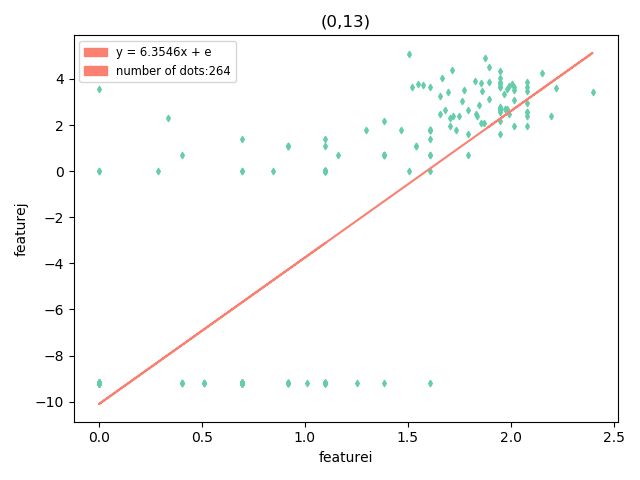 (0,13)
y = 6.3546x + e
number of dots:264
featurej
4
2
0
−2
−4
−6
−8
−10
0.0 0.5 1.0 1.5 2.0 2.5
featurei